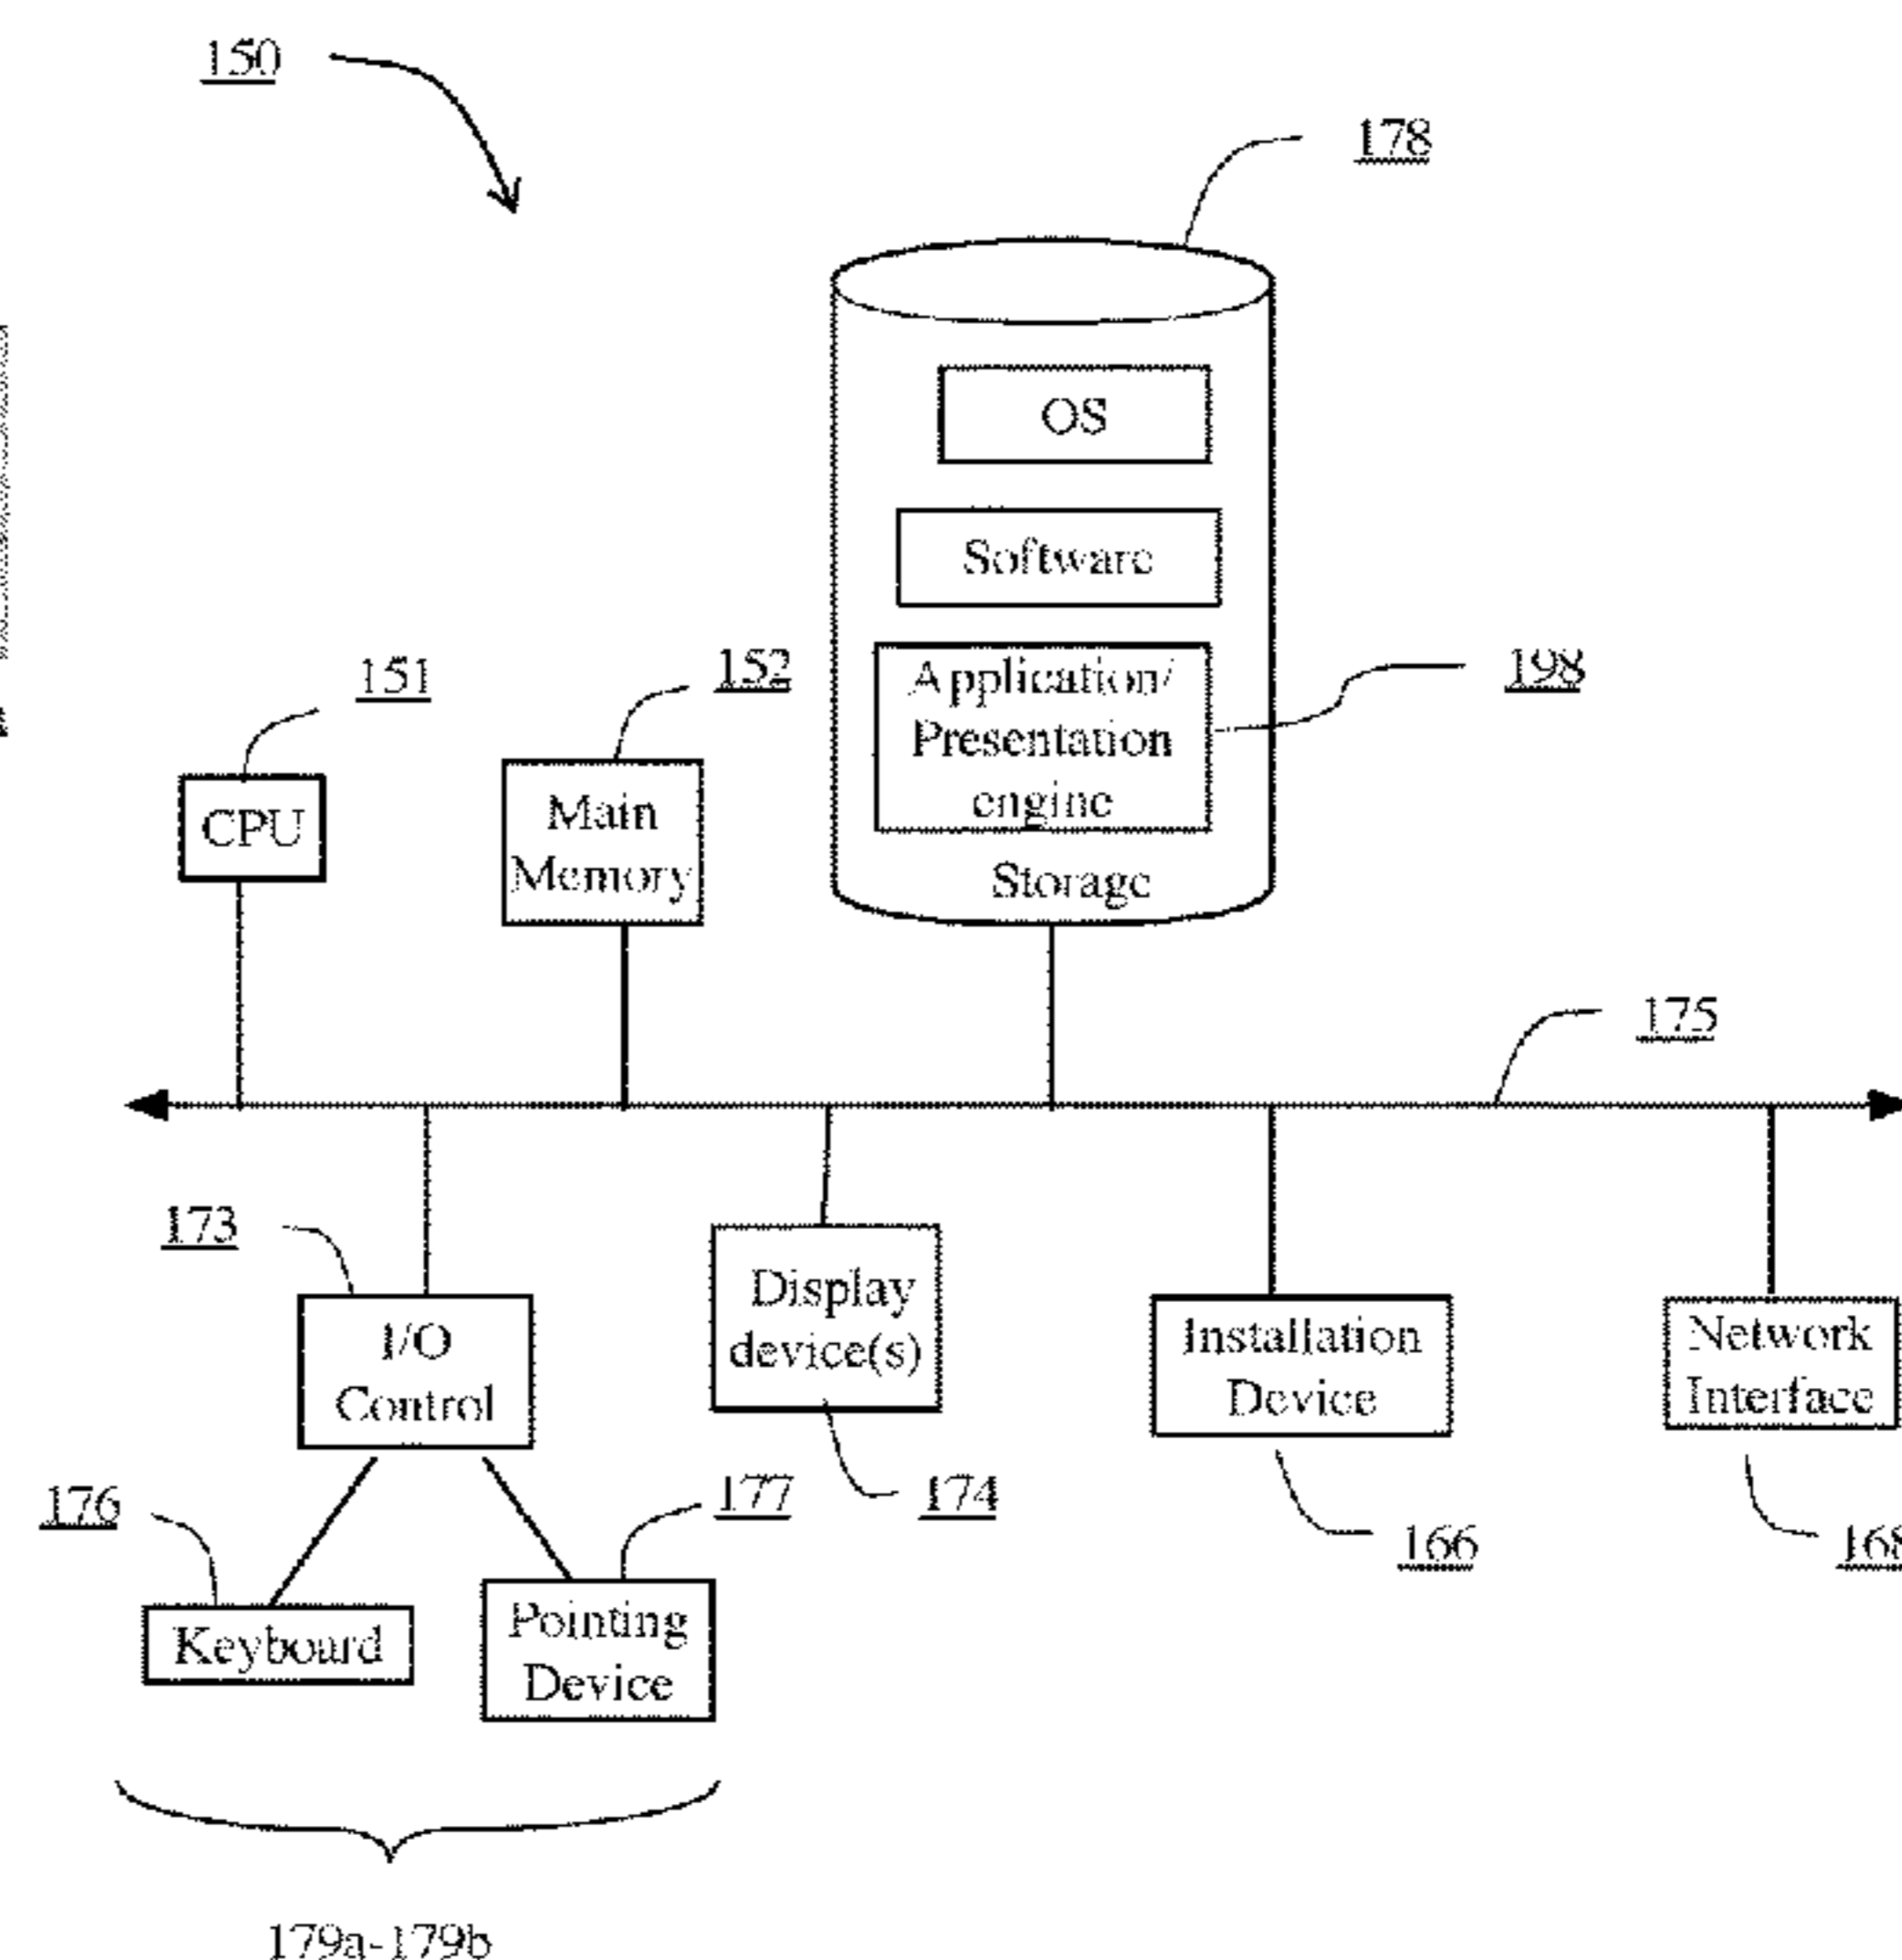 150
178
OS
Software
151
152
Application/
Presentation
engine
198
CPU
Main
Memory
Storage
175
173
Display
device(s)
I/O
Control
Installation
Device
Network
Interface
176
177
174
166
168
Keyboard
Pointing
Device
179a-179b